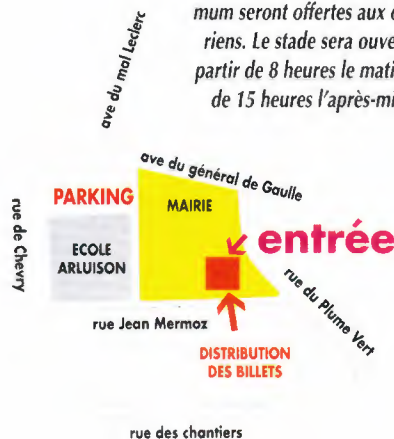 mum seront offertes aux
riens. Le stade sera ouve
partir de 8 heures le mati
de 15 heures l'après-mi
ave du mal Leclerc
ave du général de Gaulle
PARKING
MAIRIE
rue de Chevry
ECOLE
ARLUISON
entrée
rue du Plume Vert
rue Jean Mermoz
DISTRIBUTION
DES BILLETS
rue des chantiers